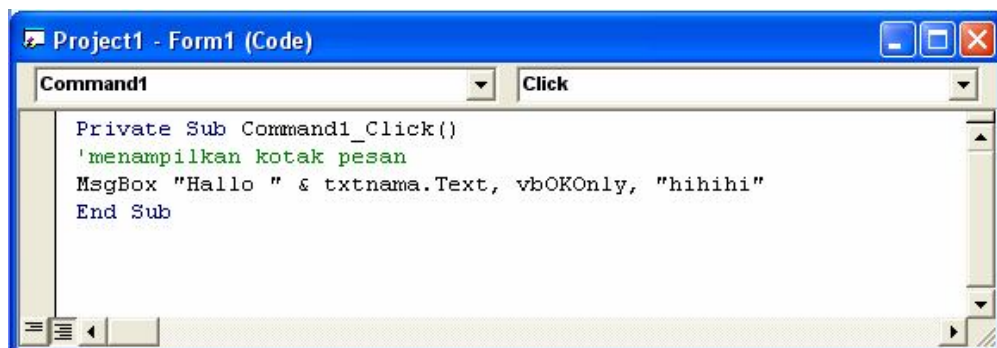 Project1 - Form1 (Code)
Command1 Click
Private Sub Command1_Click()
'menampilkan kotak pesan
MsgBox "Hallo " & txtnama.Text, vbOKOnly, "hihihi"
End Sub